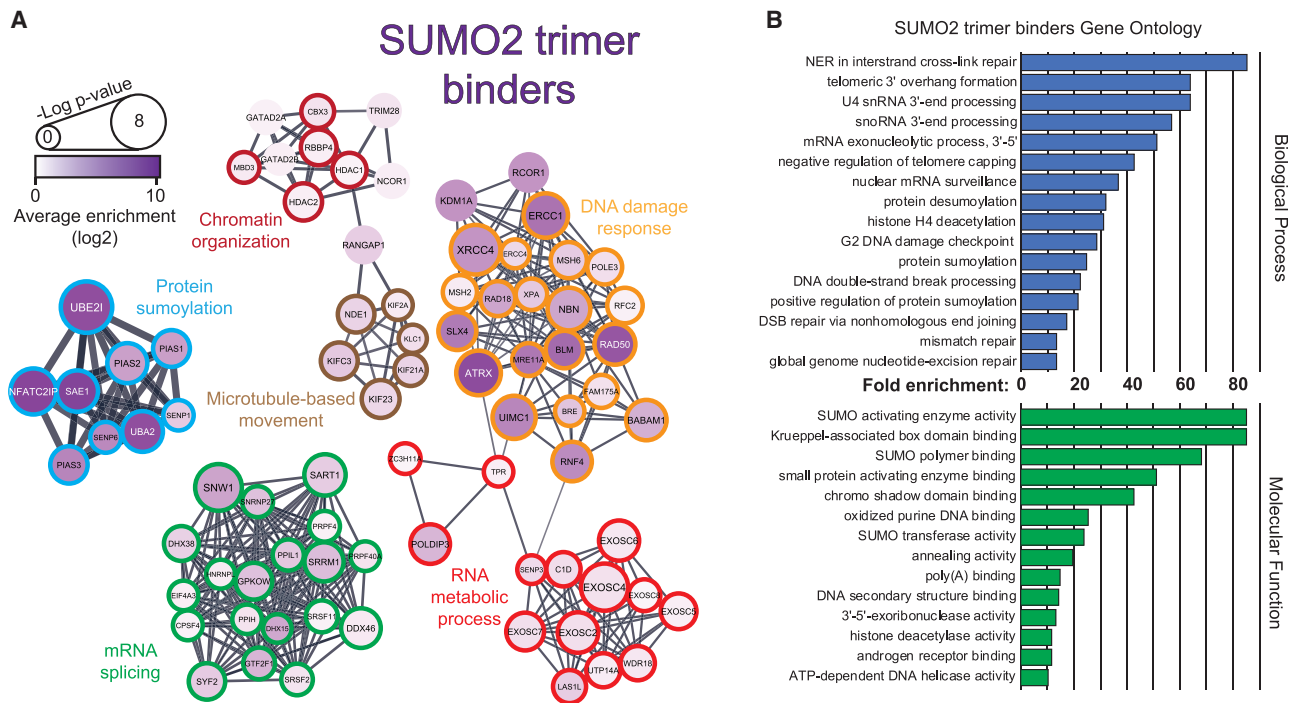 A
SUMO2 trimer
binders
-Log p-value
0
8
0
10
Average enrichment
(log2)
GATAD2A
CBX3
TRIM28
RBBP4
GATAD2B
MBD3
HDAC1
NCOR1
HDAC2
Chromatin
organization
RANGAP1
KIF2A
NDE1
KLC1
KIFC3
KIF21A
KIF23
Microtubule-based
movement
Protein
sumoylation
UBE2I
PIAS1
PIAS2
NFATC2IP
SAE1
SENP1
UBA2
SENP6
PIAS3
RCOR1
KDM1A
DNA damage
response
ERCC1
XRCC4
ERCC4
MSH6
POLE3
MSH2
RAD18
XPA
NBN
RFC2
SLX4
MRE11A
BLM
RAD50
ATRX
FAM175A
UIMC1
BRE
BABAM1
RNF4
ZC3H11A
TPR
POLDIP3
RNA
metabolic
process
SENP3
C1D
EXOSC6
EXOSC4
EXOSC8
EXOSC5
EXOSC7
EXOSC2
UTP14A
WDR18
LAS1L
SNW1
SNRNP27
SART1
PRPF4
DHX38
PPIL1
SRRM1
PRPF40A
HNRNPL
GPKOW
EIF4A3
CPSF4
PPIH
SRSF11
DHX15
DDX46
GTF2F1
SYF2
SRSF2
mRNA
splicing
B
SUMO2 trimer binders Gene Ontology
NER in interstrand cross-link repair
telomeric 3' overhang formation
U4 snRNA 3'-end processing
snoRNA 3'-end processing
mRNA exonucleolytic process, 3'-5'
negative regulation of telomere capping
nuclear mRNA surveillance
protein desumoylation
histone H4 deacetylation
G2 DNA damage checkpoint
protein sumoylation
DNA double-strand break processing
positive regulation of protein sumoylation
DSB repair via nonhomologous end joining
mismatch repair
global genome nucleotide-excision repair
Biological Process
Fold enrichment: 0 20 40 60 80
SUMO activating enzyme activity
Krueppel-associated box domain binding
SUMO polymer binding
small protein activating enzyme binding
chromo shadow domain binding
oxidized purine DNA binding
SUMO transferase activity
annealing activity
poly(A) binding
DNA secondary structure binding
3'-5'-exoribonuclease activity
histone deacetylase activity
androgen receptor binding
ATP-dependent DNA helicase activity
Molecular Function